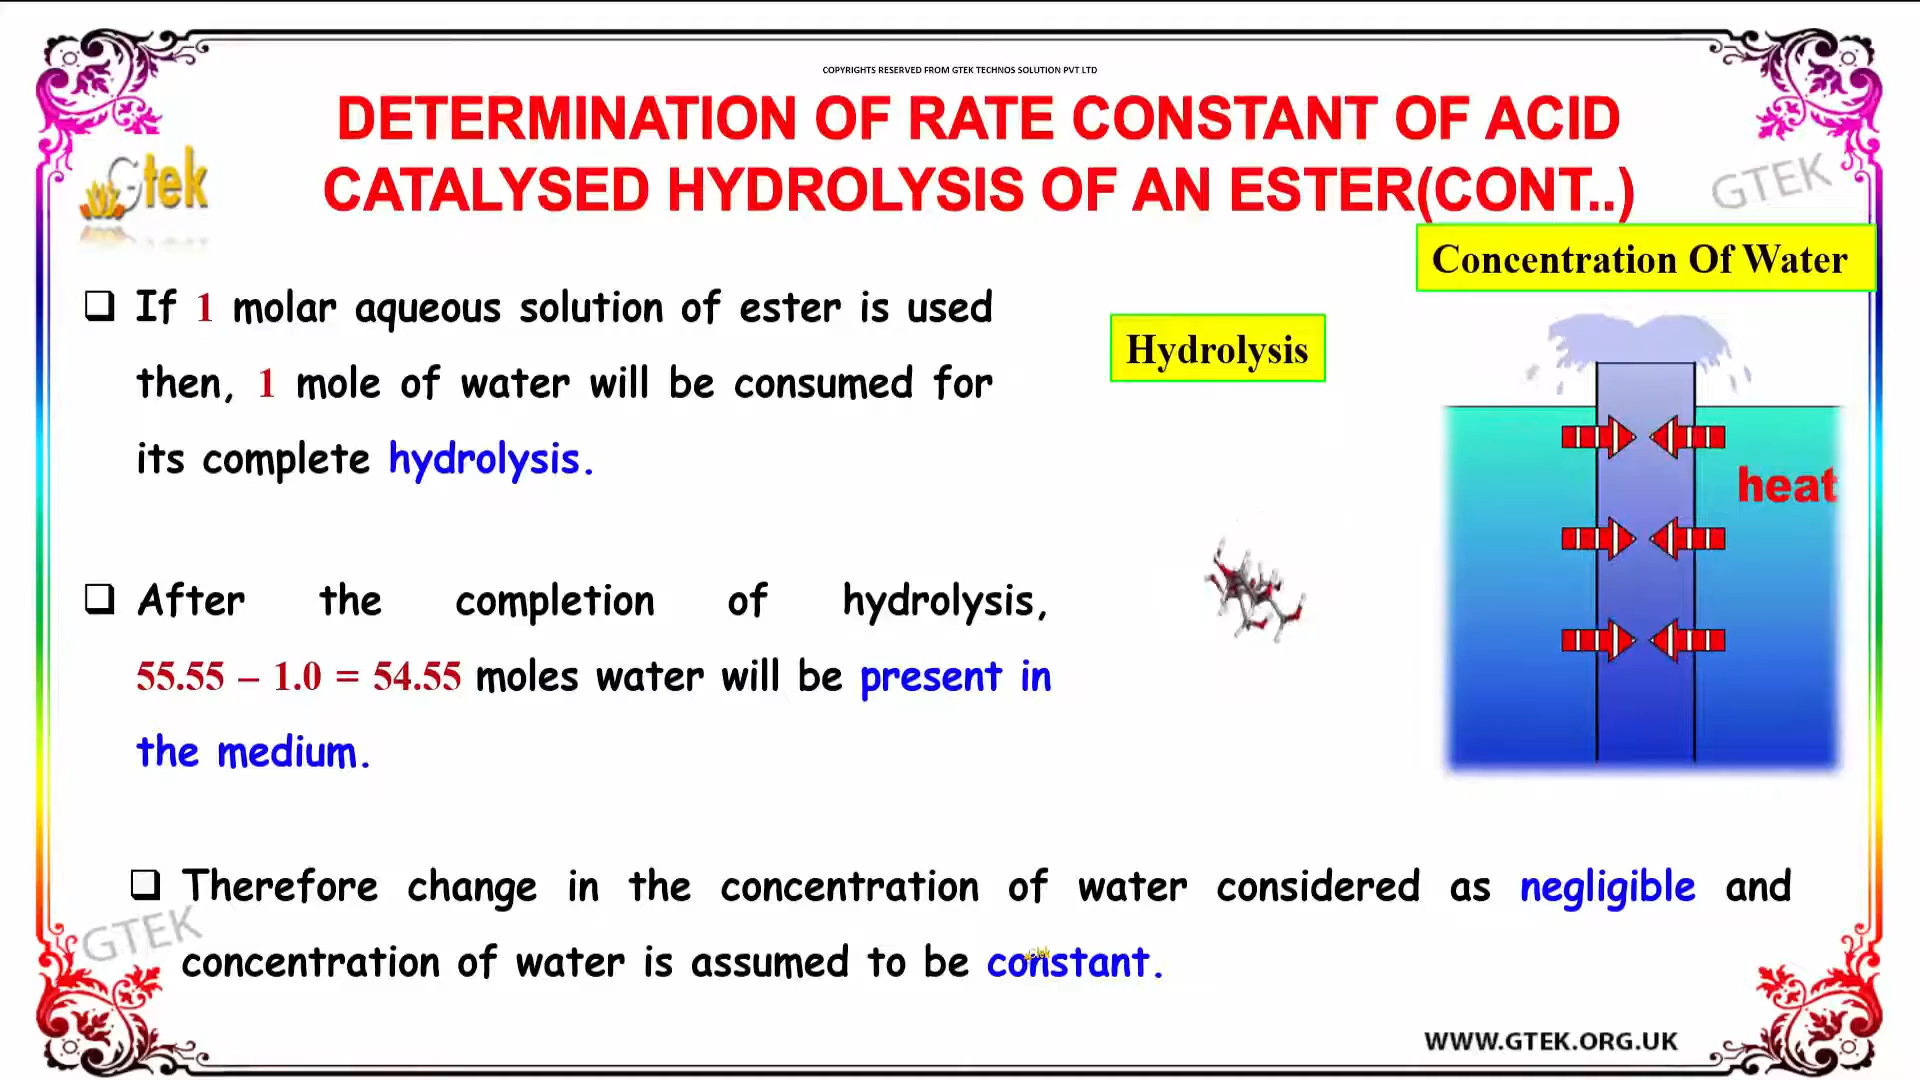 COPYRIGHTS RESERVED FROM GTEK TECHNOS SOLUTION PVT LTD
DETERMINATION OF RATE CONSTANT OF ACID
CATALYSED HYDROLYSIS OF AN ESTER(CONT..)
Gtek
GTEK
Concentration Of Water
If 1 molar aqueous solution of ester is used
then, 1 mole of water will be consumed for
its complete hydrolysis.
Hydrolysis
heat
After the completion of hydrolysis,
55.55 – 1.0 = 54.55 moles water will be present in
the medium.
Therefore change in the concentration of water considered as negligible and
concentration of water is assumed to be constant.
GTEK
Gtek
WWW.GTEK.ORG.UK